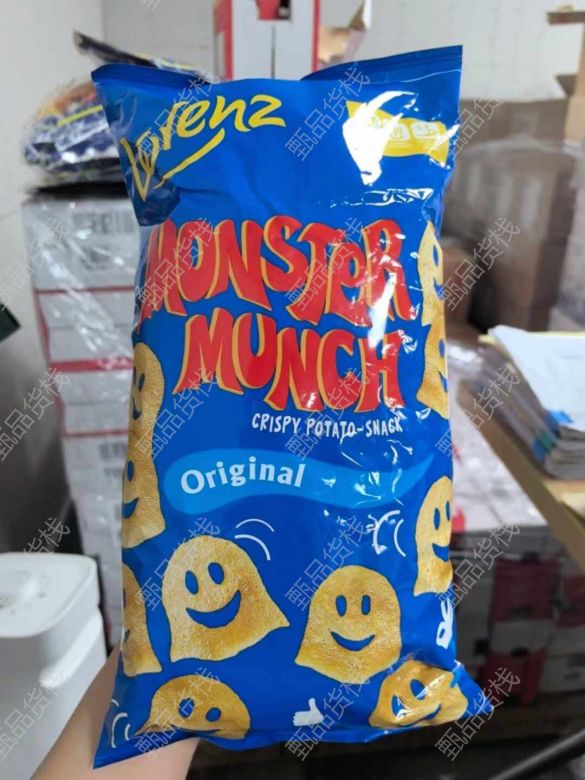 Lorenz
MONSTER
MUNCH
CRISPY POTATO-SNACK
Original
甄品货栈